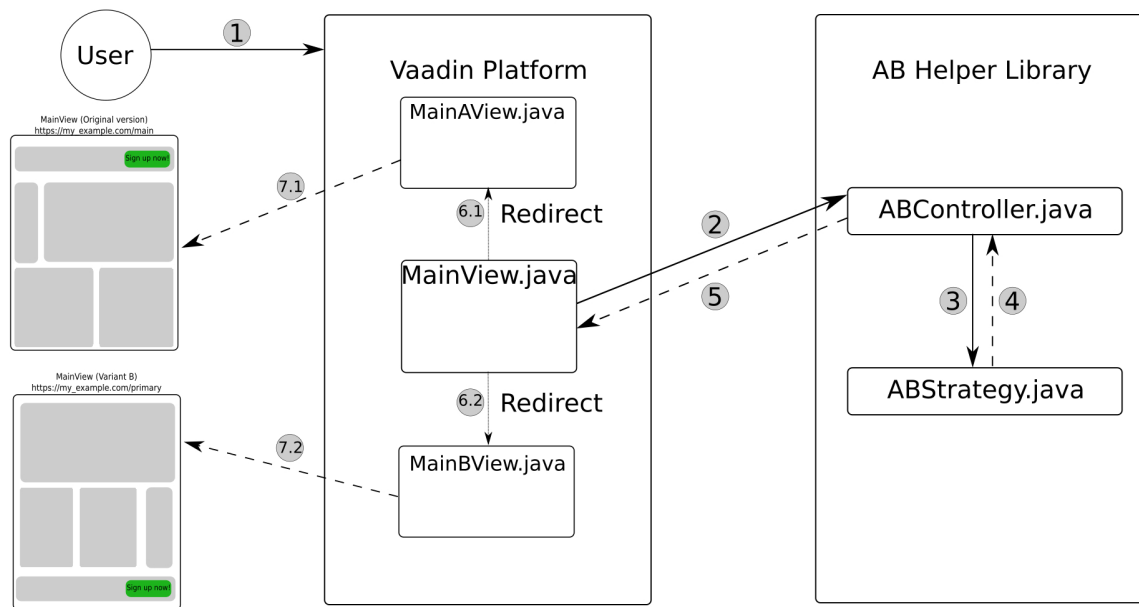 User
1
Vaadin Platform
AB Helper Library
MainAView.java
MainView (Original version)
https://my_example.com/main
Sign up now!
7.1
6.1
Redirect
2
ABController.java
MainView.java
5
3
4
MainView (Variant B)
https://my_example.com/primary
6.2
Redirect
ABStrategy.java
7.2
MainBView.java
Sign up now!